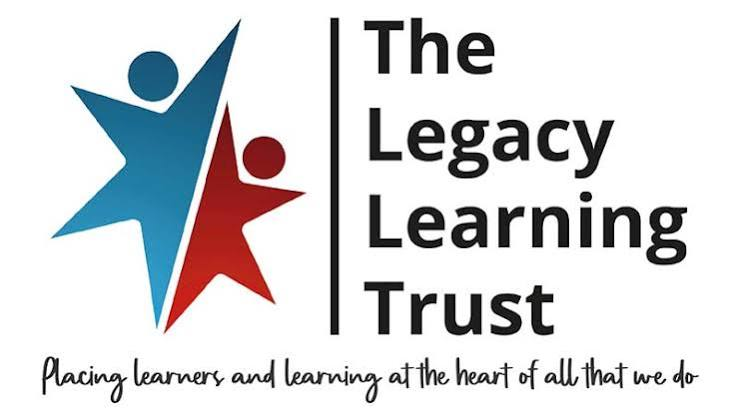 The
Legacy
Learning
Trust
Placing learners and learning at the heart of all that we do